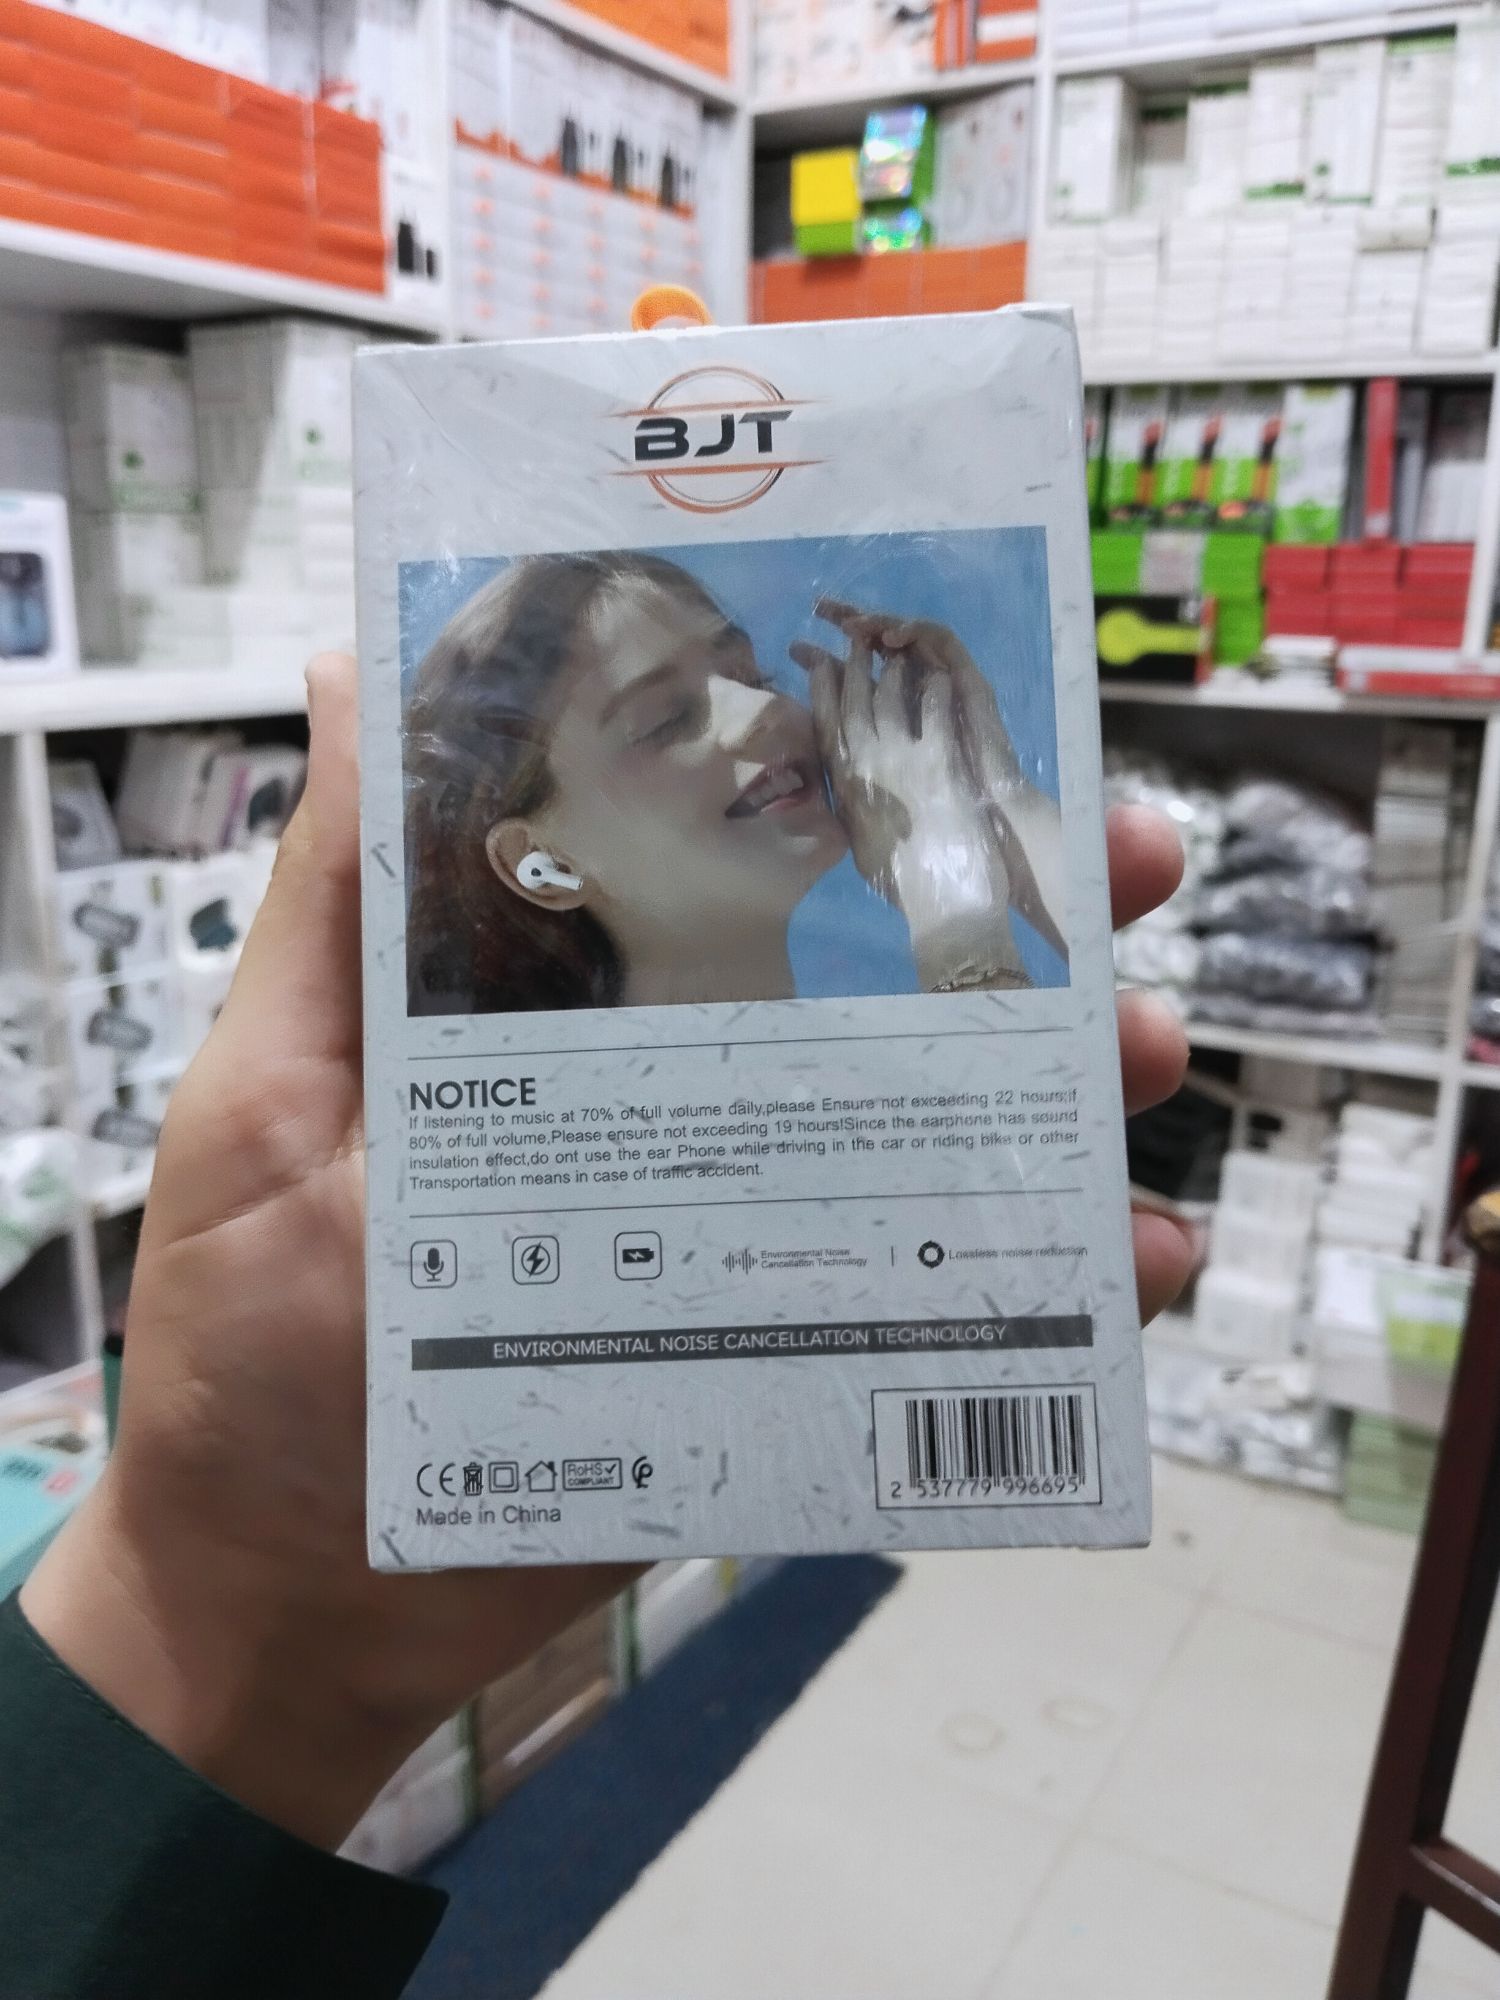 BJT
NOTICE
If listening to music at 70% of full volume daily,please Ensure not exceeding 22 hours;if
80% of full volume,Please ensure not exceeding 19 hours!Since the earphone has sound
insulation effect,do ont use the ear Phone while driving in the car or riding bike or other
Transportation means in case of traffic accident.
Environmental Noise
Cancellation Technology
Lossless noise reduction
ENVIRONMENTAL NOISE CANCELLATION TECHNOLOGY
CE RoHS COMPLIANT
Made in China
2 537779 996695